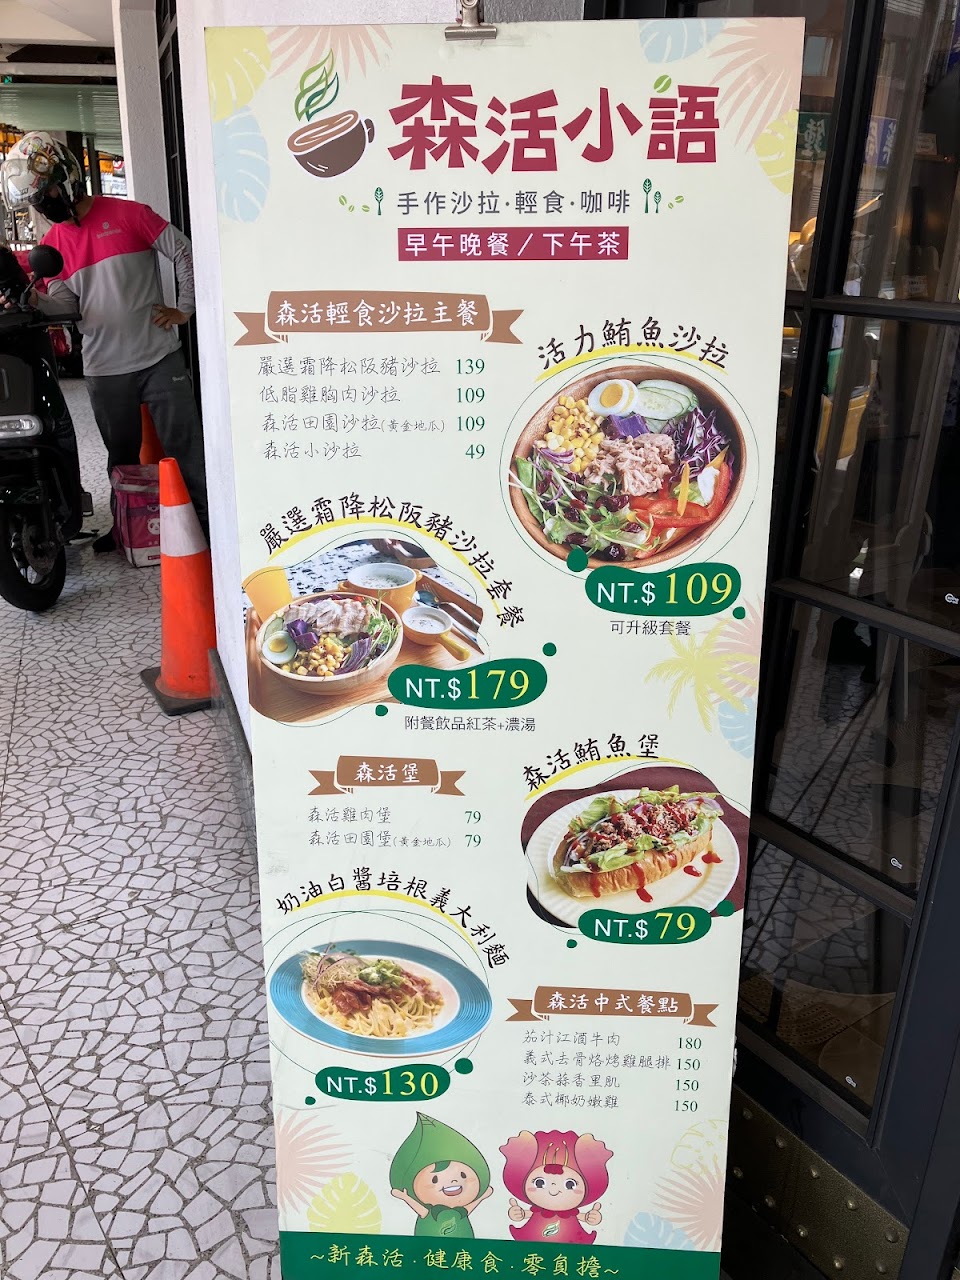 森活小語
手作沙拉·輕食·咖啡
早午晚餐／下午茶
森活輕食沙拉主餐
嚴選霜降松阪豬沙拉 139
低脂雞胸肉沙拉 109
森活田園沙拉(黃金地瓜) 109
森活小沙拉 49
活力鮪魚沙拉
NT.$109
可升級套餐
嚴選霜降松阪豬沙拉套餐
NT.$179
附餐飲品紅茶+濃湯
森活堡
森活雞肉堡 79
森活田園堡(黃金地瓜) 79
森活鮪魚堡
NT.$79
奶油白醬培根義大利麵
NT.$130
森活中式餐點
茄汁江酒牛肉 180
義式去骨烙烤雞腿排 150
沙茶蒜香里肌 150
泰式椰奶嫩雞 150
~新森活·健康食·零負擔~